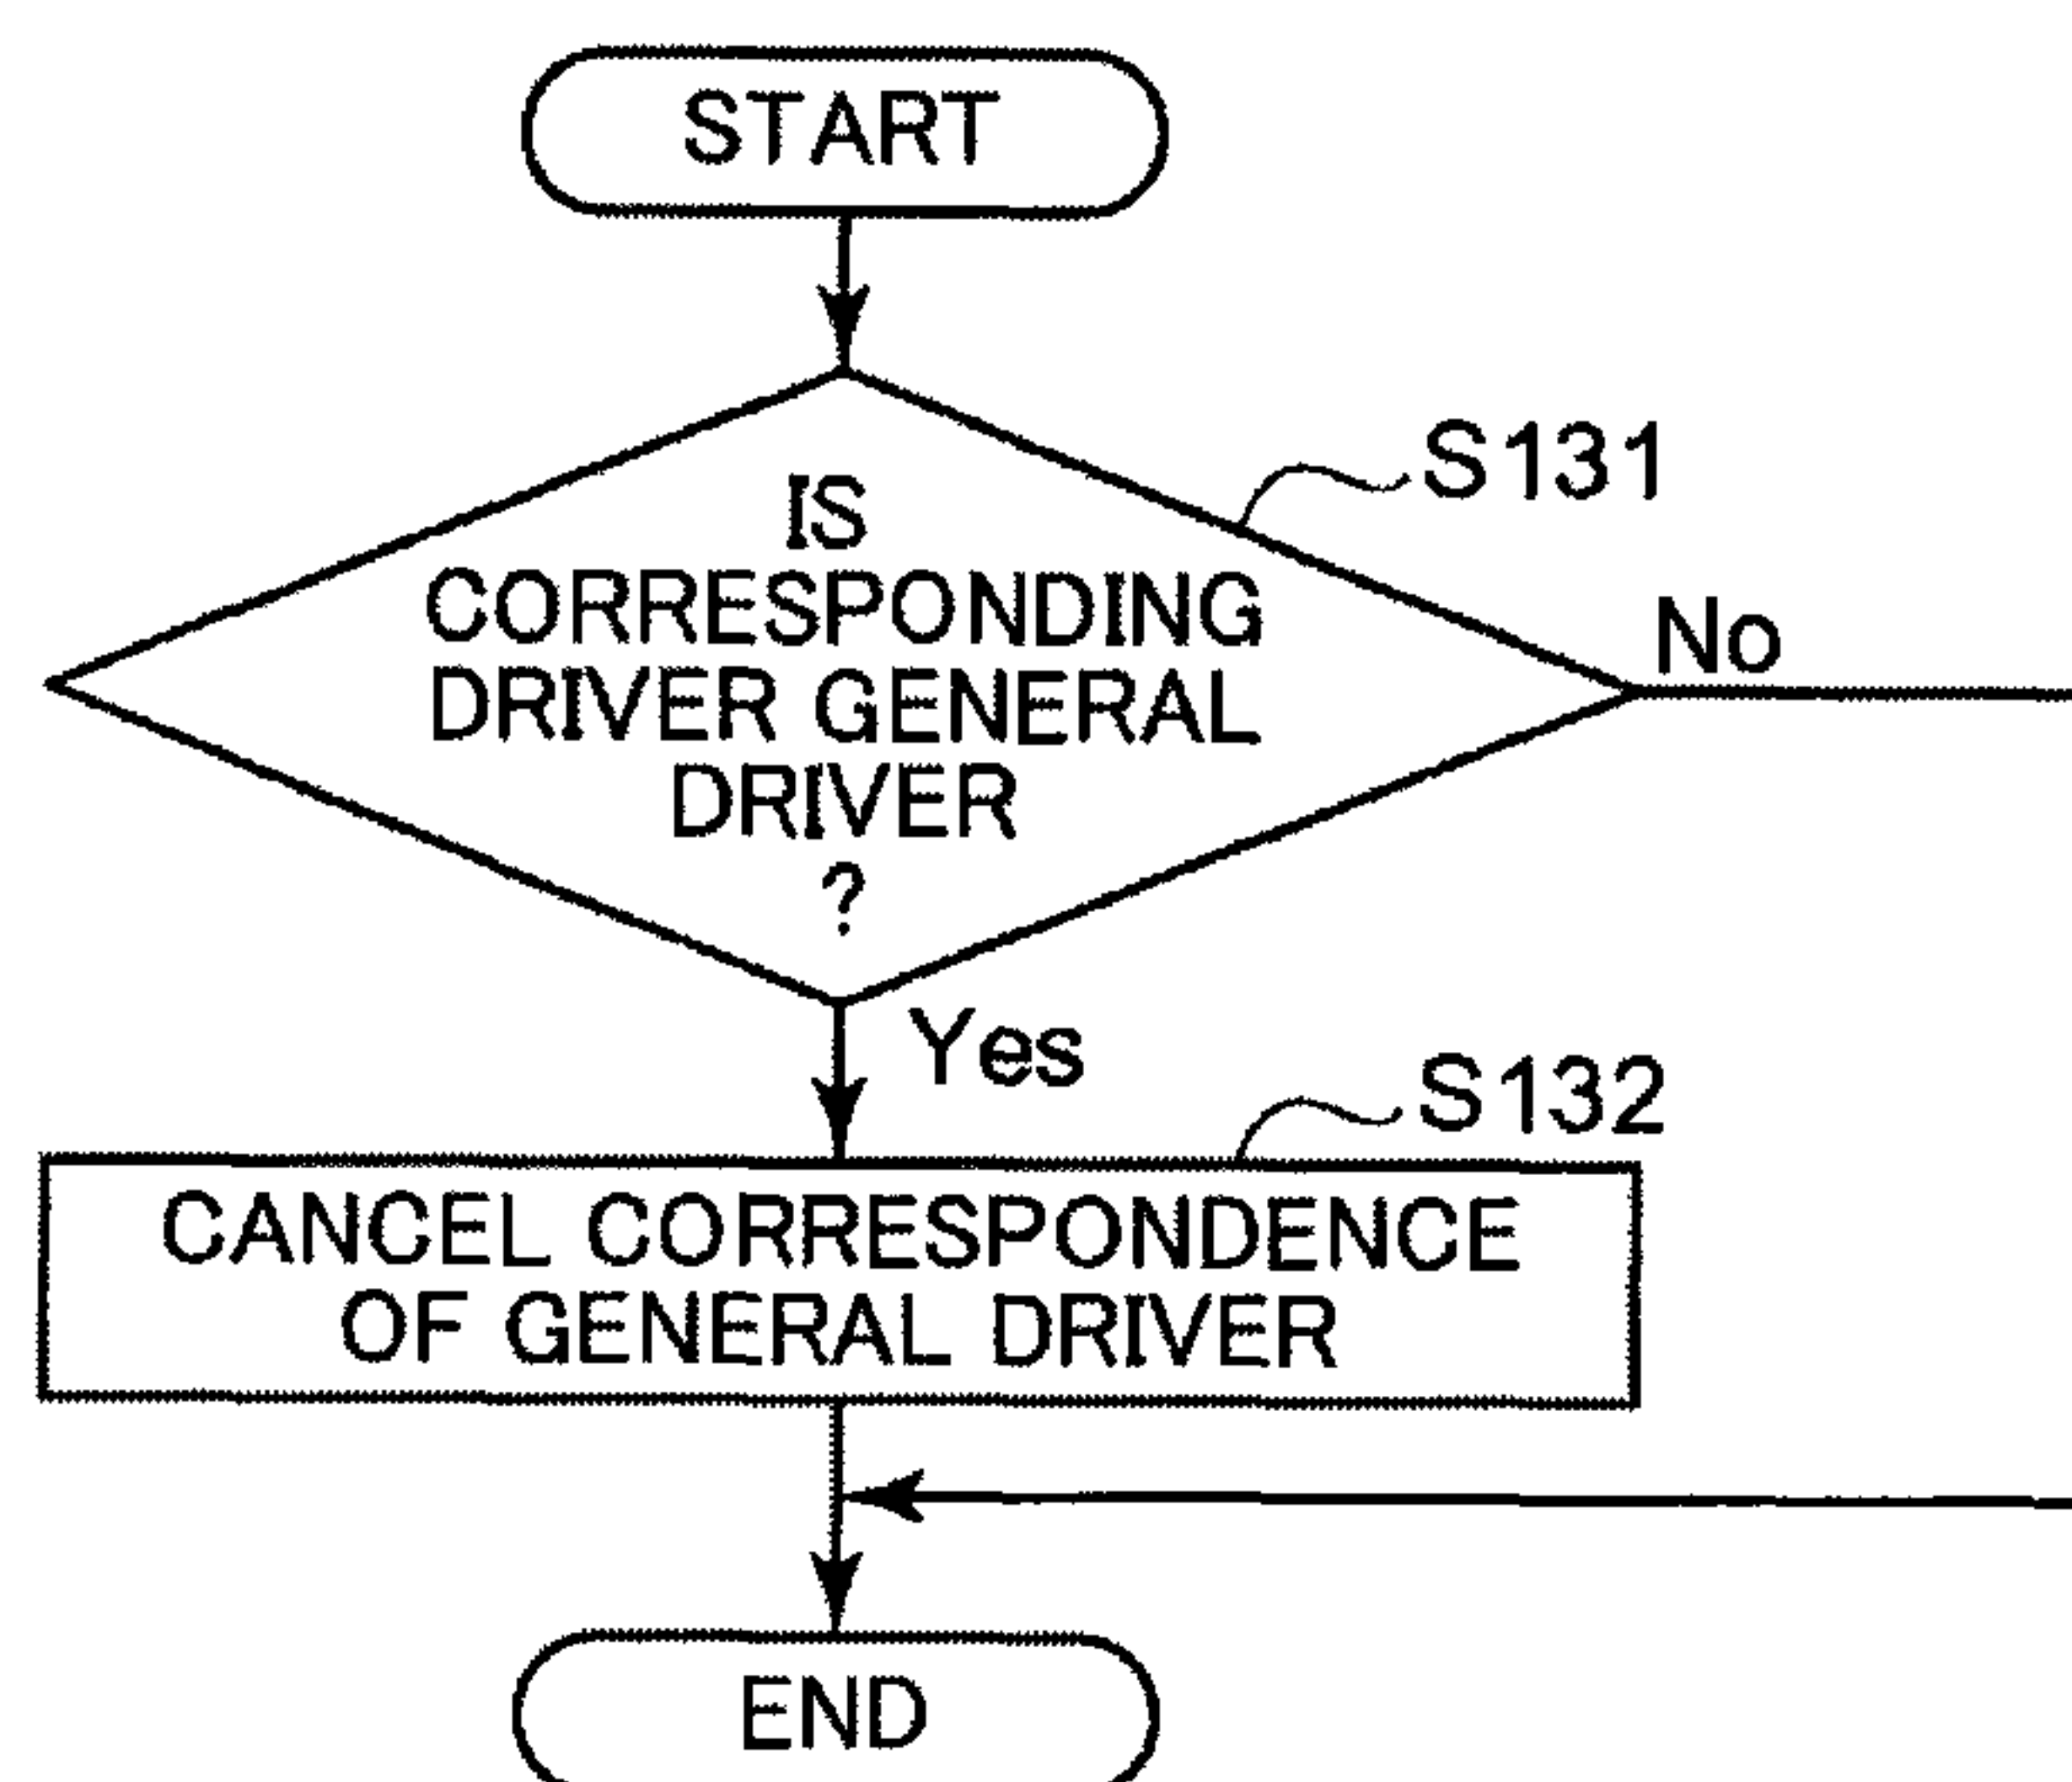 START
S131
IS
CORRESPONDING
DRIVER GENERAL
DRIVER
?
No
Yes
S132
CANCEL CORRESPONDENCE
OF GENERAL DRIVER
END